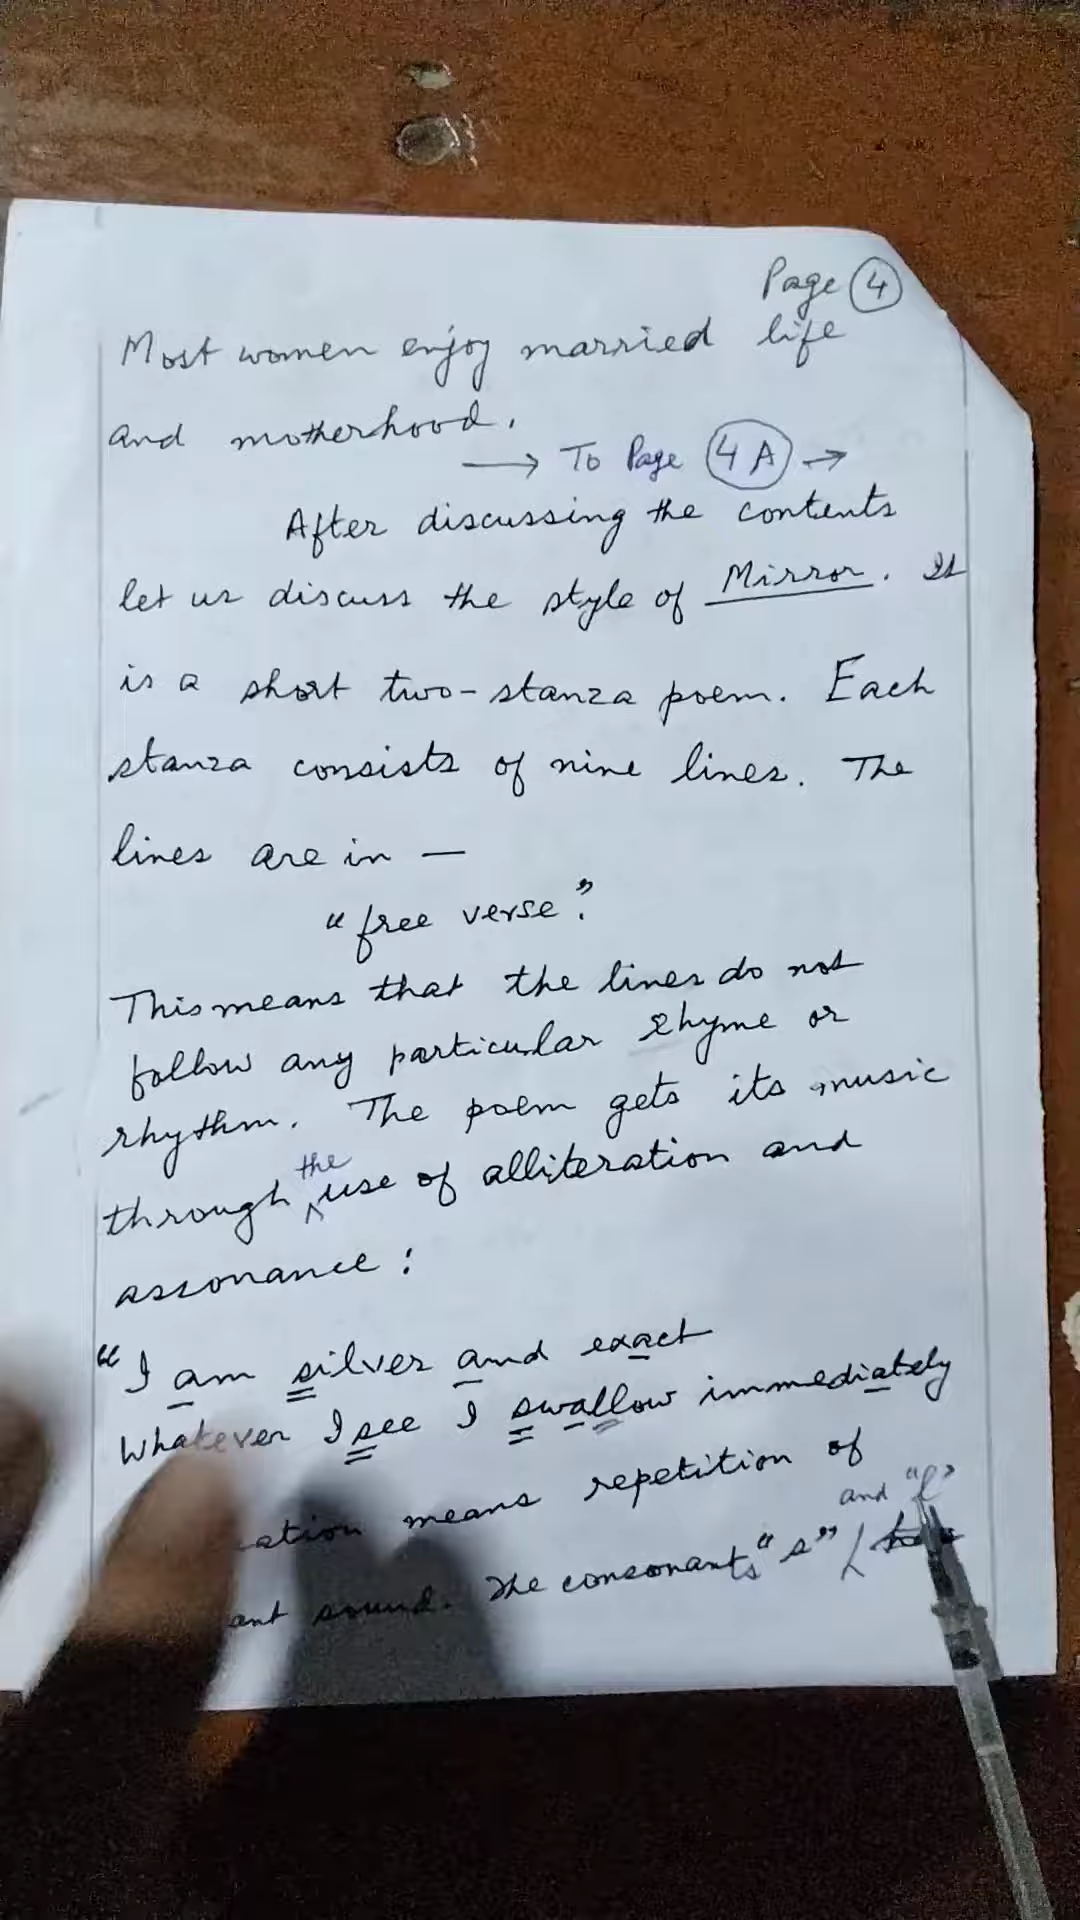 Page 4
Most women enjoy married life
and motherhood.
→ To Page 4A →
After discussing the contents
let us discuss the style of Mirror. It
is a short two-stanza poem. Each
stanza consists of nine lines. The
lines are in —
"free verse".
This means that the lines do not
follow any particular rhyme or
rhythm. The poem gets its music
through the use of alliteration and
assonance:
"I am silver and exact
Whatever I see I swallow immediately
means repetition of
and "l"
sound. The consonants "s"